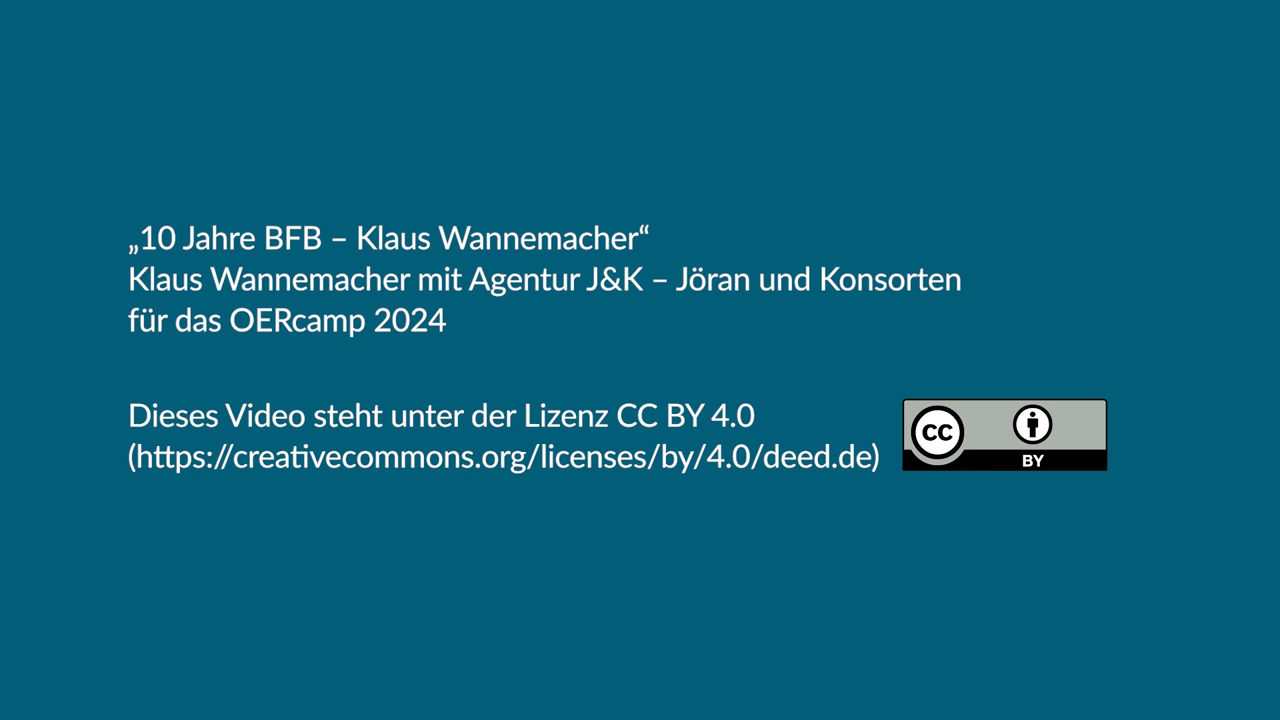 „10 Jahre BFB – Klaus Wannemacher“
Klaus Wannemacher mit Agentur J&K – Jöran und Konsorten
für das OERcamp 2024
Dieses Video steht unter der Lizenz CC BY 4.0
(https://creativecommons.org/licenses/by/4.0/deed.de)
CC
BY